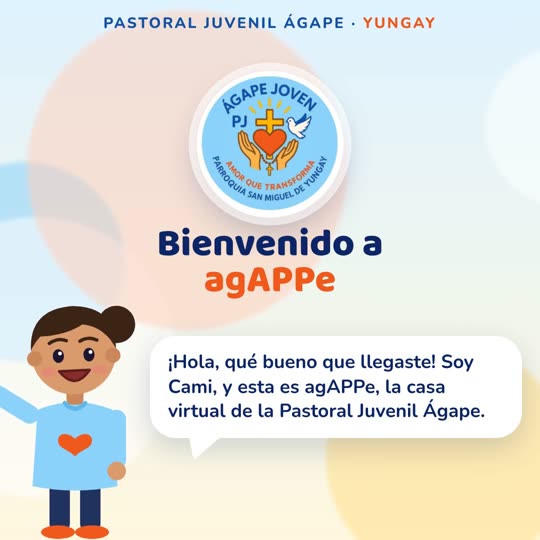 PASTORAL JUVENIL ÁGAPE · YUNGAY
ÁGAPE JOVEN
PJ
AMOR QUE TRANSFORMA
PARROQUIA SAN MIGUEL DE YUNGAY
Bienvenido a
agAPPe
¡Hola, qué bueno que llegaste! Soy
Cami, y esta es agAPPe, la casa
virtual de la Pastoral Juvenil Ágape.